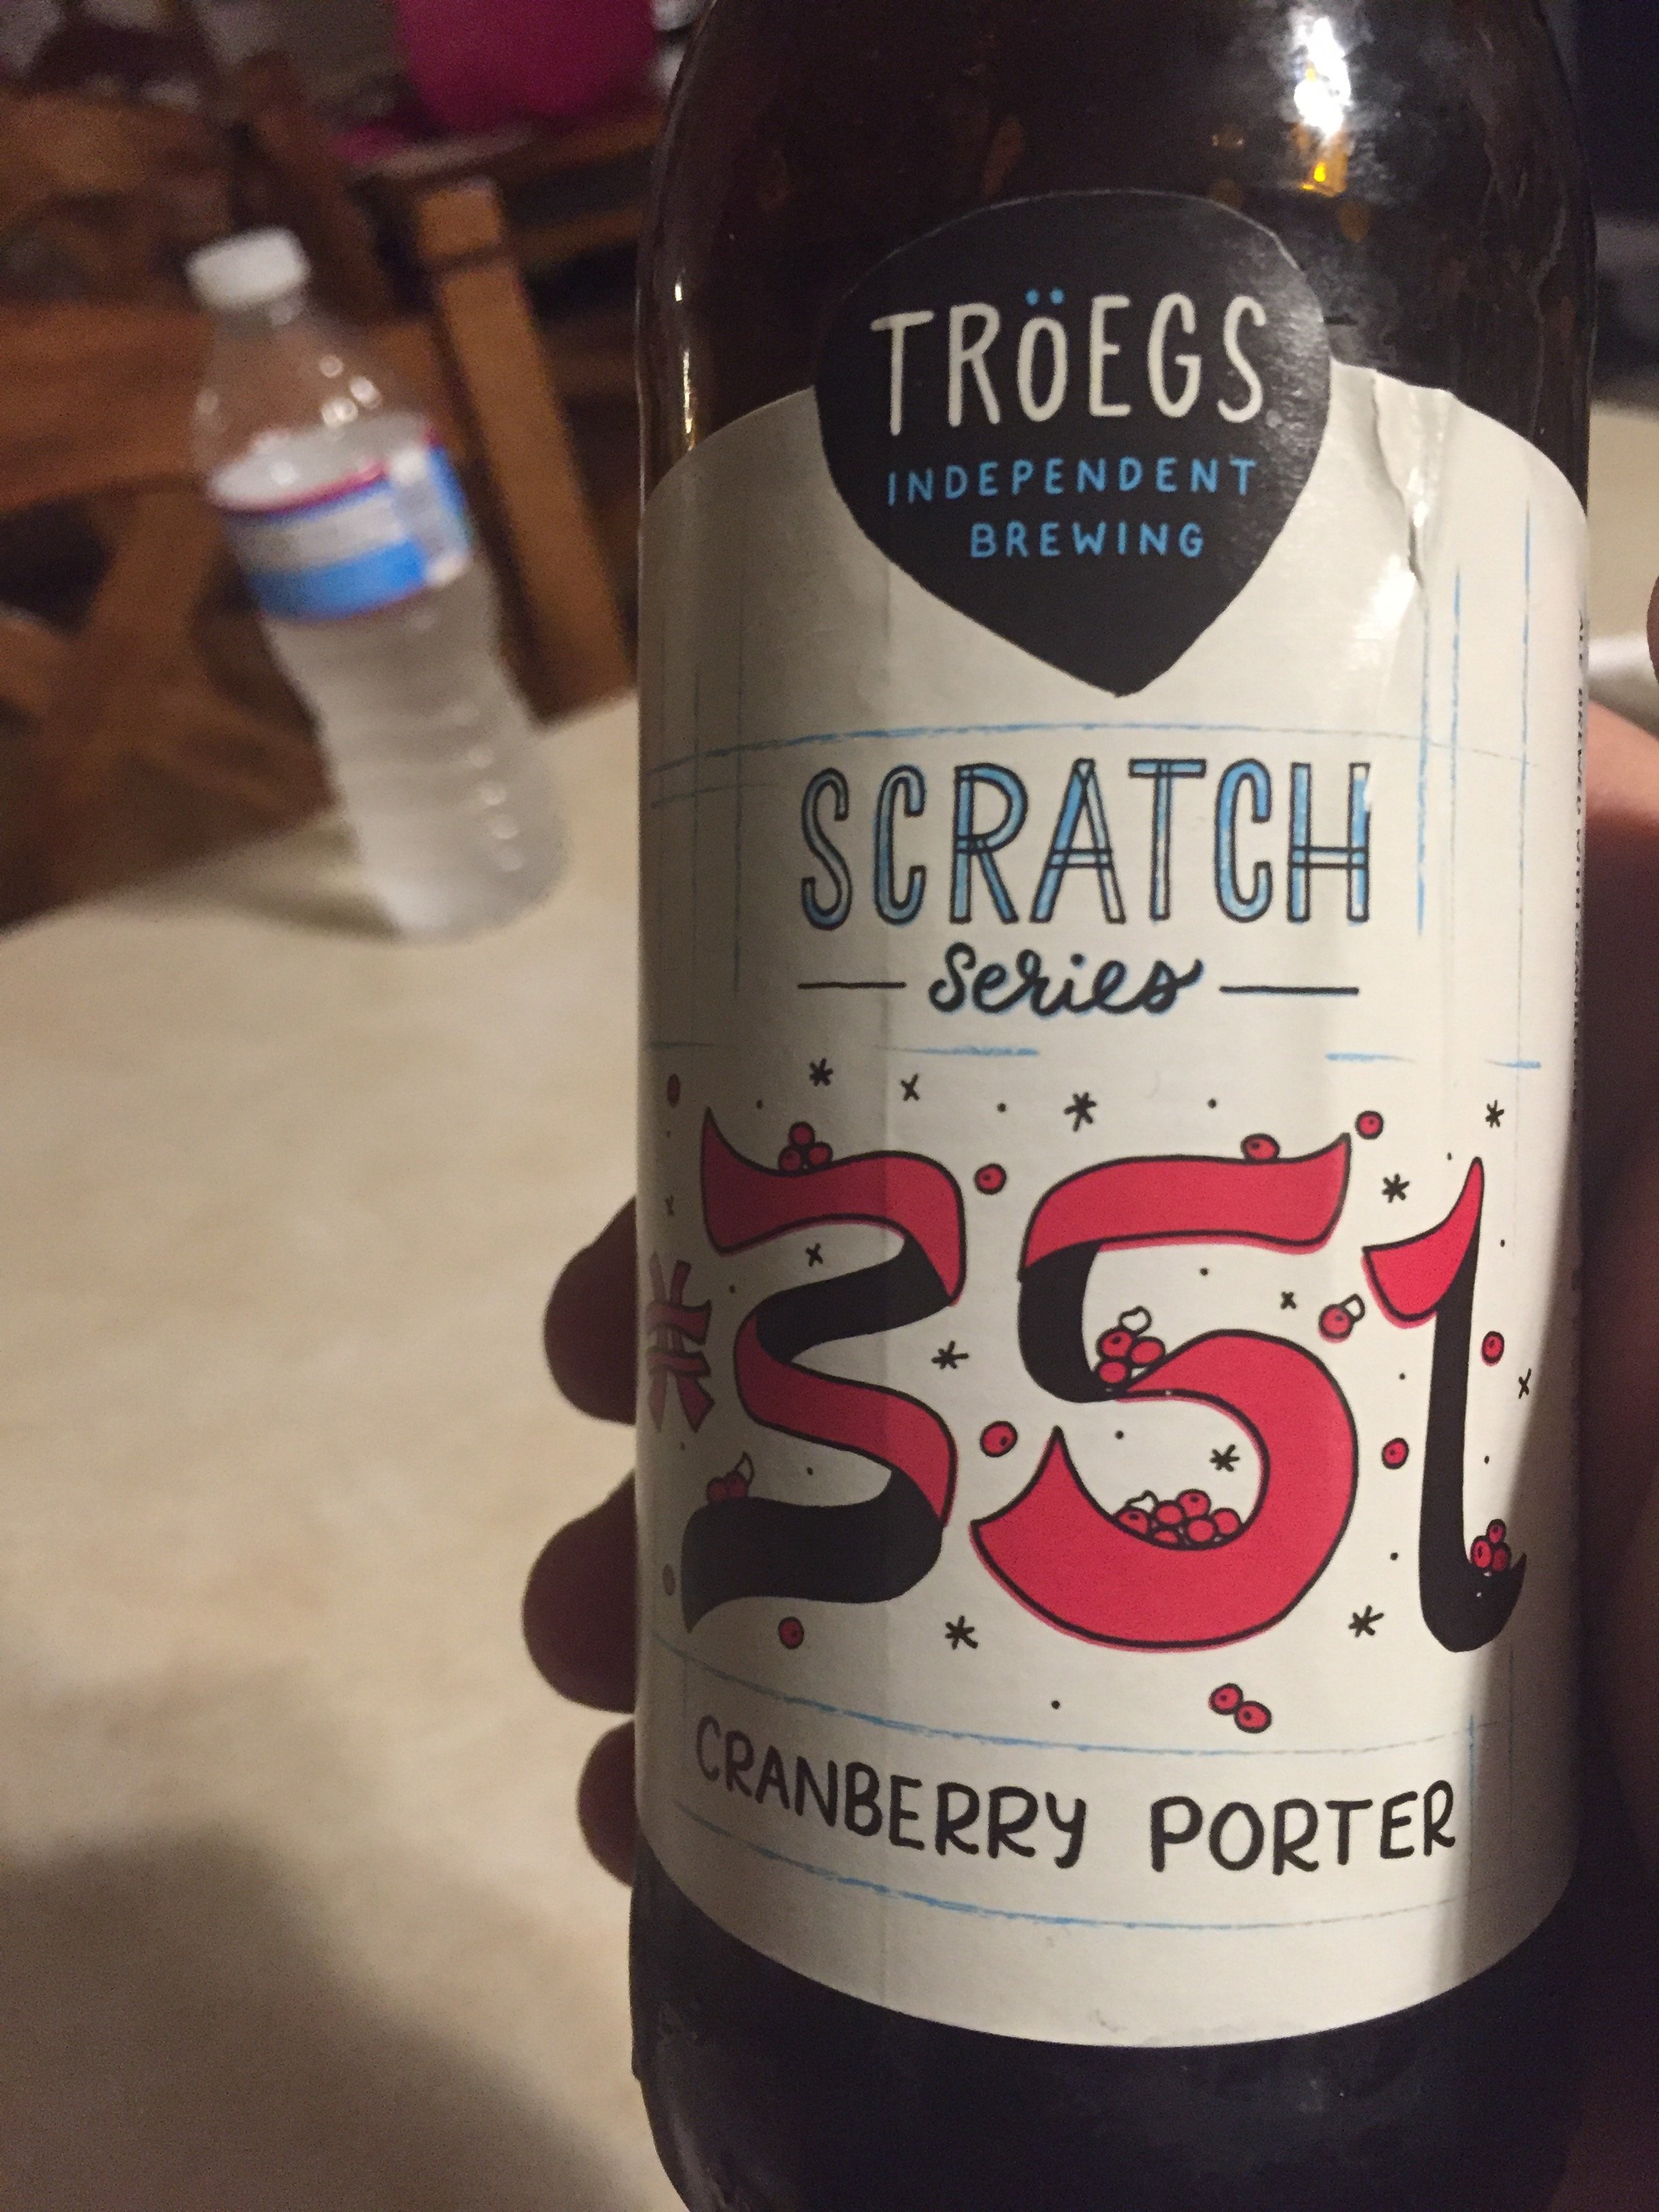 TRÖEGS
INDEPENDENT
BREWING
SCRATCH
series
#351
CRANBERRY PORTER